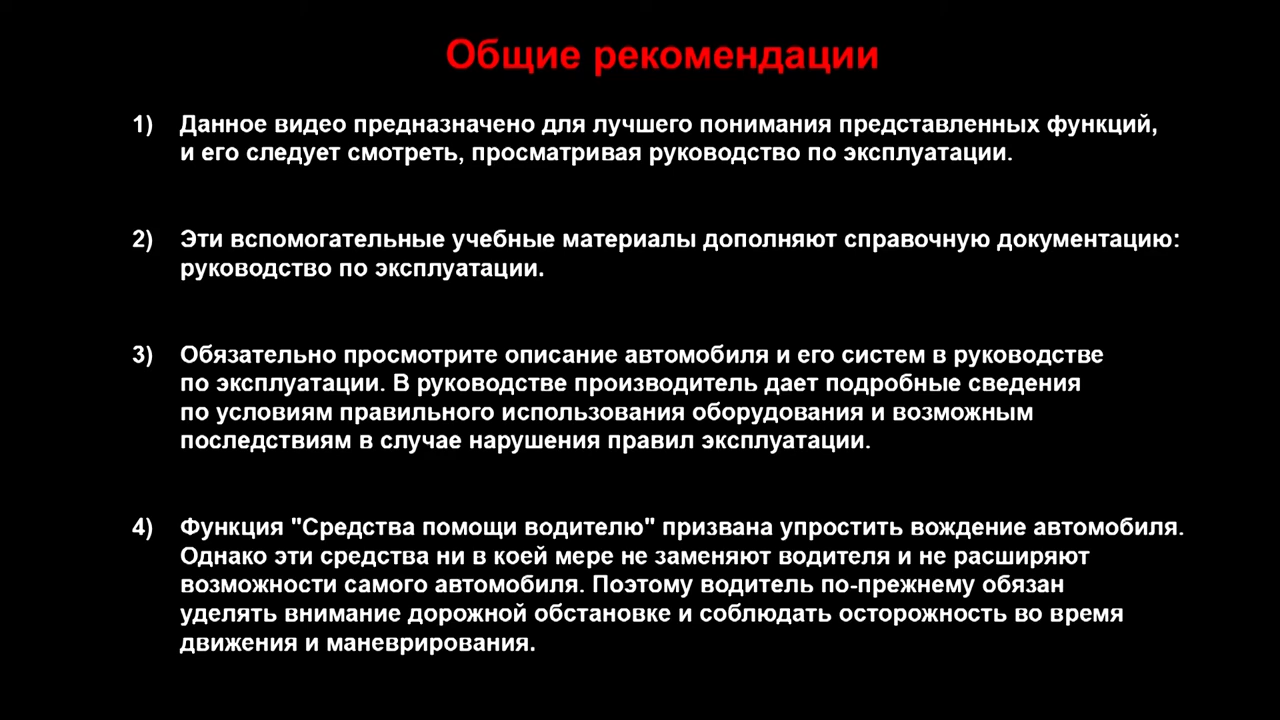 Общие рекомендации
1) Данное видео предназначено для лучшего понимания представленных функций,
и его следует смотреть, просматривая руководство по эксплуатации.
2) Эти вспомогательные учебные материалы дополняют справочную документацию:
руководство по эксплуатации.
3) Обязательно просмотрите описание автомобиля и его систем в руководстве
по эксплуатации. В руководстве производитель дает подробные сведения
по условиям правильного использования оборудования и возможным
последствиям в случае нарушения правил эксплуатации.
4) Функция "Средства помощи водителю" призвана упростить вождение автомобиля.
Однако эти средства ни в коей мере не заменяют водителя и не расширяют
возможности самого автомобиля. Поэтому водитель по-прежнему обязан
уделять внимание дорожной обстановке и соблюдать осторожность во время
движения и маневрирования.